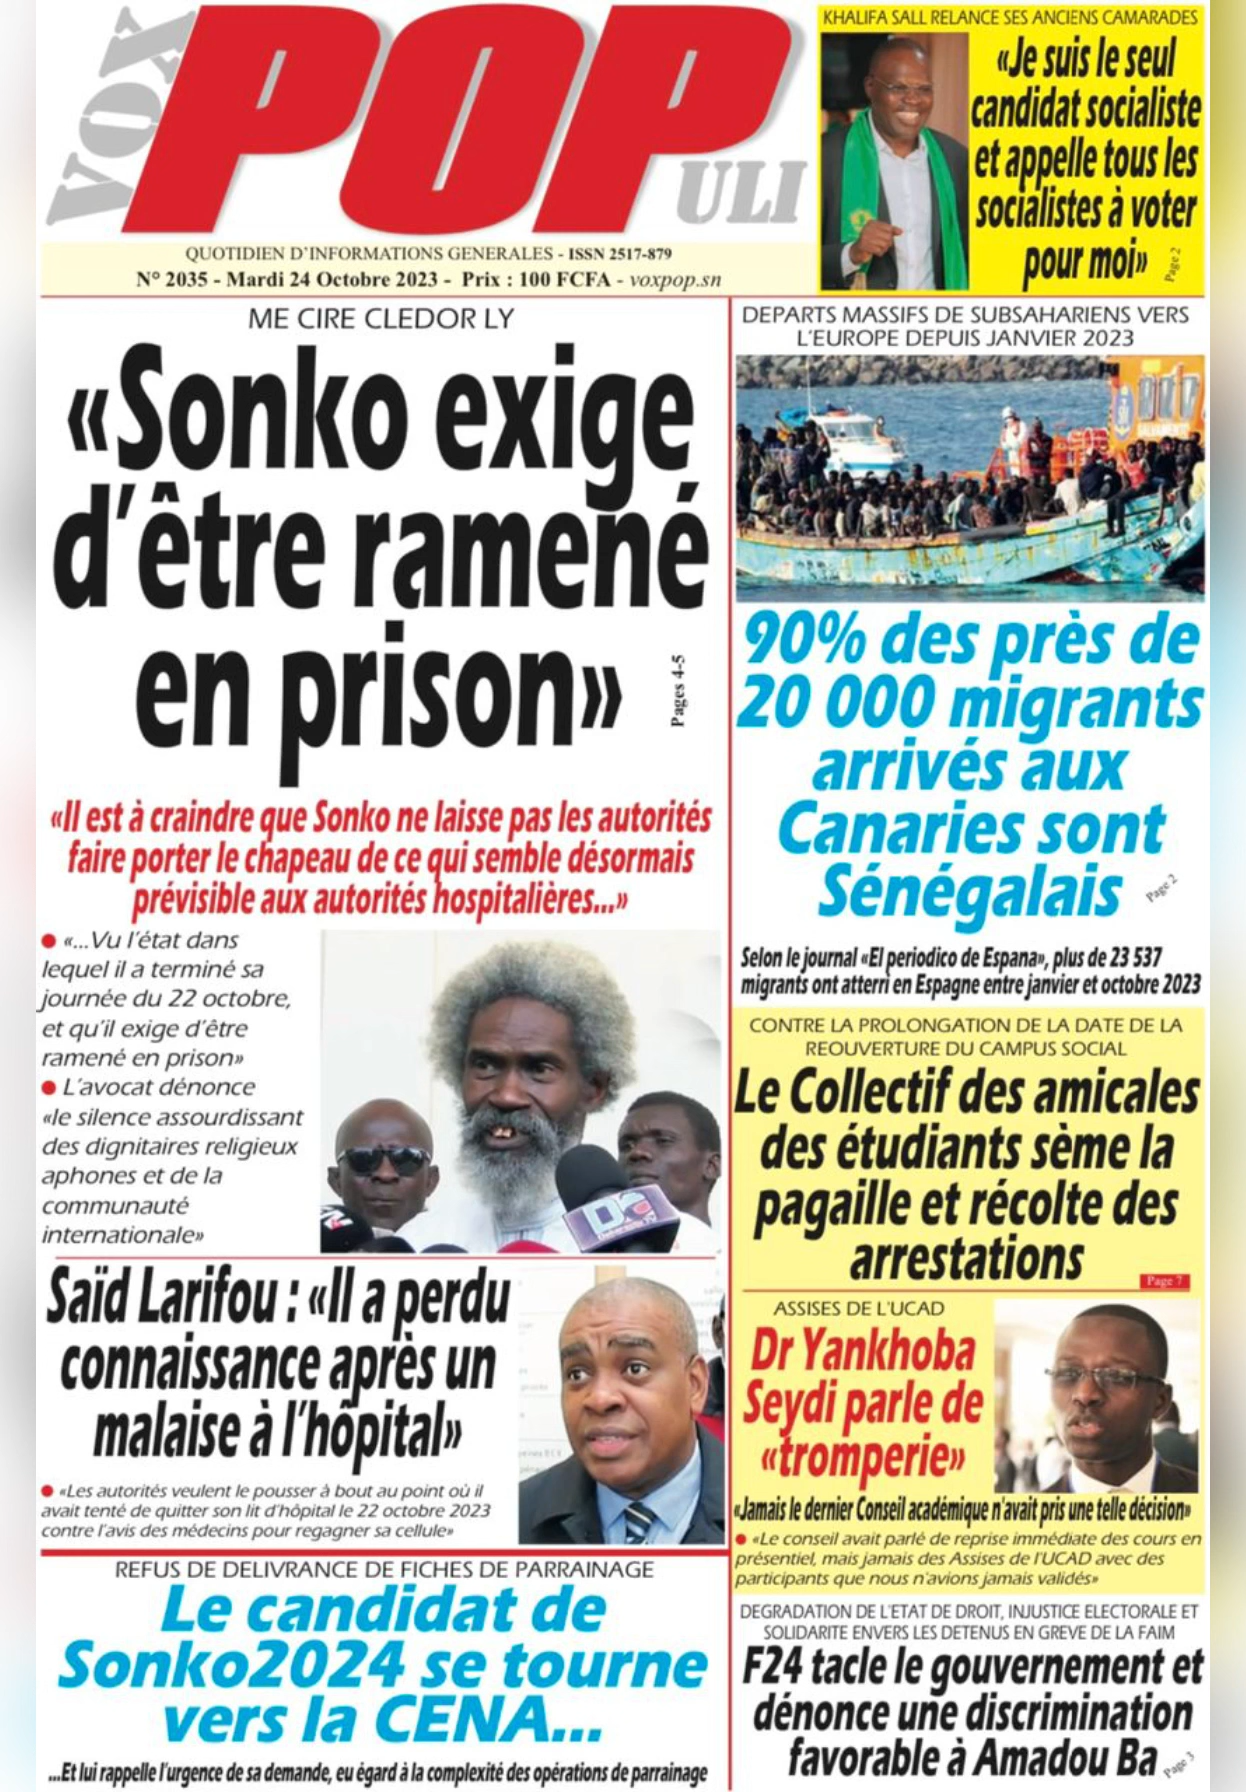 VOX POPULI
QUOTIDIEN D'INFORMATIONS GENERALES - ISSN 2517-879
N° 2035 - Mardi 24 Octobre 2023 - Prix : 100 FCFA - voxpop.sn
KHALIFA SALL RELANCE SES ANCIENS CAMARADES
«Je suis le seul
candidat socialiste
et appelle tous les
socialistes à voter
pour moi»
Page 2
ME CIRE CLEDOR LY
«Sonko exige
d'être ramené
en prison»
Pages 4-5
«Il est à craindre que Sonko ne laisse pas les autorités
faire porter le chapeau de ce qui semble désormais
prévisible aux autorités hospitalières...»
● «...Vu l'état dans
lequel il a terminé sa
journée du 22 octobre,
et qu'il exige d'être
ramené en prison»
● L'avocat dénonce
«le silence assourdissant
des dignitaires religieux
aphones et de la
communauté
internationale»
Saïd Larifou : «Il a perdu
connaissance après un
malaise à l'hôpital»
● «Les autorités veulent le pousser à bout au point où il
avait tenté de quitter son lit d'hôpital le 22 octobre 2023
contre l'avis des médecins pour regagner sa cellule»
REFUS DE DELIVRANCE DE FICHES DE PARRAINAGE
Le candidat de
Sonko2024 se tourne
vers la CENA...
...Et lui rappelle l'urgence de sa demande, eu égard à la complexité des opérations de parrainage
DEPARTS MASSIFS DE SUBSAHARIENS VERS
L'EUROPE DEPUIS JANVIER 2023
SALVAMENTO
90% des près de
20 000 migrants
arrivés aux
Canaries sont
Sénégalais
Page 2
Selon le journal «El periodico de Espana», plus de 23 537
migrants ont atterri en Espagne entre janvier et octobre 2023
CONTRE LA PROLONGATION DE LA DATE DE LA
REOUVERTURE DU CAMPUS SOCIAL
Le Collectif des amicales
des étudiants sème la
pagaille et récolte des
arrestations
Page 7
ASSISES DE L'UCAD
Dr Yankhoba
Seydi parle de
«tromperie»
«Jamais le dernier Conseil académique n'avait pris une telle décision»
● «Le conseil avait parlé de reprise immédiate des cours en
présentiel, mais jamais des Assises de l'UCAD avec des
participants que nous n'avions jamais validés»
DEGRADATION DE L'ETAT DE DROIT, INJUSTICE ELECTORALE ET
SOLIDARITE ENVERS LES DETENUS EN GREVE DE LA FAIM
F24 tacle le gouvernement et
dénonce une discrimination
favorable à Amadou Ba
Page 3